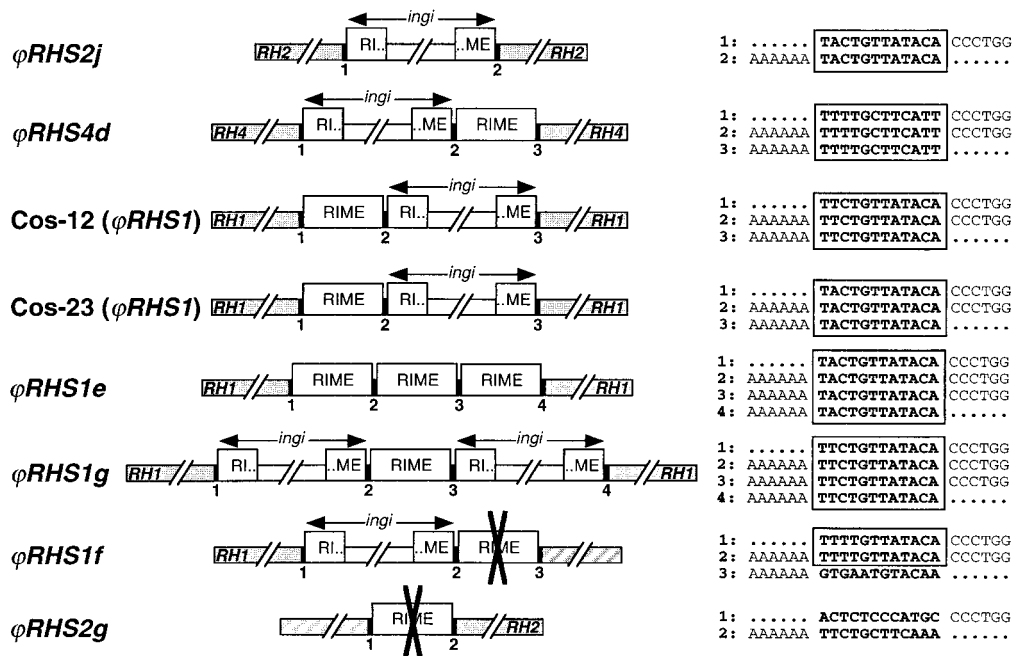 ingi
φRHS2j RH2 RI.. ..ME RH2
1 2
1: ...... TACTGTTATACA CCCTGG
2: AAAAAA TACTGTTATACA ......
ingi
φRHS4d RH4 RI.. ..ME RIME RH4
1 2 3
1: ...... TTTTGCTTCATT CCCTGG
2: AAAAAA TTTTGCTTCATT CCCTGG
3: AAAAAA TTTTGCTTCATT ......
ingi
Cos-12 (φRHS1) RH1 RIME RI.. ..ME RH1
1 2 3
1: ...... TTCTGTTATACA CCCTGG
2: AAAAAA TTCTGTTATACA CCCTGG
3: AAAAAA TTCTGTTATACA ......
ingi
Cos-23 (φRHS1) RH1 RIME RI.. ..ME RH1
1 2 3
1: ...... TACTGTTATACA CCCTGG
2: AAAAAA TACTGTTATACA CCCTGG
3: AAAAAA TACTGTTATACA ......
φRHS1e RH1 RIME RIME RIME RH1
1 2 3 4
1: ...... TACTGTTATACA CCCTGG
2: AAAAAA TACTGTTATACA CCCTGG
3: AAAAAA TACTGTTATACA CCCTGG
4: AAAAAA TACTGTTATACA ......
ingi ingi
φRHS1g RH1 RI.. ..ME RIME RI.. ..ME RH1
1 2 3 4
1: ...... TTCTGTTATACA CCCTGG
2: AAAAAA TTCTGTTATACA CCCTGG
3: AAAAAA TTCTGTTATACA CCCTGG
4: AAAAAA TTCTGTTATACA ......
ingi
φRHS1f RH1 RI.. ..ME RIME
1 2 3
1: ...... TTTTGTTATACA CCCTGG
2: AAAAAA TTTTGTTATACA CCCTGG
3: AAAAAA GTGAATGTACAA ......
φRHS2g RIME RH2
1 2
1: ...... ACTCTCCCATGC CCCTGG
2: AAAAAA TTCTGCTTCAAA ......